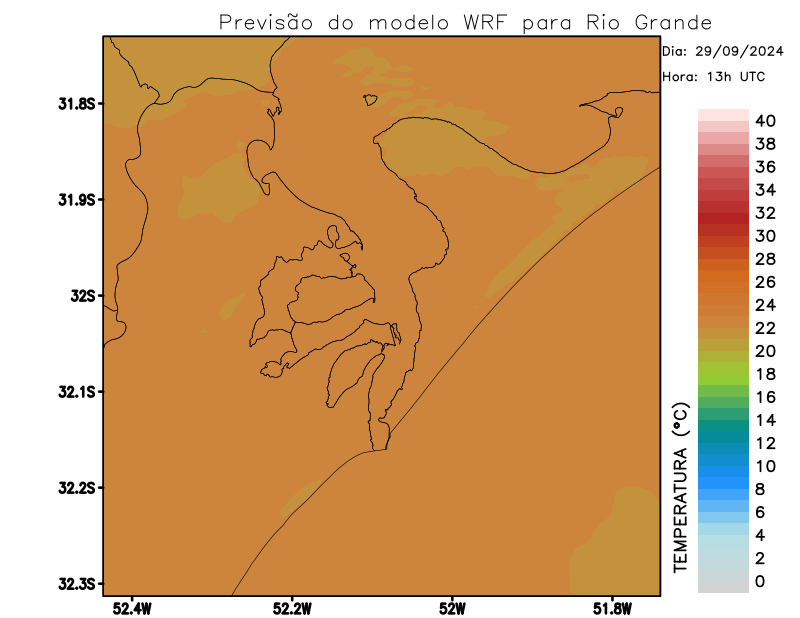 Previsão do modelo WRF para Rio Grande
Dia: 29/09/2024
Hora: 13h UTC
31.8S
31.9S
32S
32.1S
32.2S
32.3S
52.4W
52.2W
52W
51.8W
40
38
36
34
32
30
28
26
24
22
20
18
16
14
12
10
8
6
4
2
0
TEMPERATURA (°C)